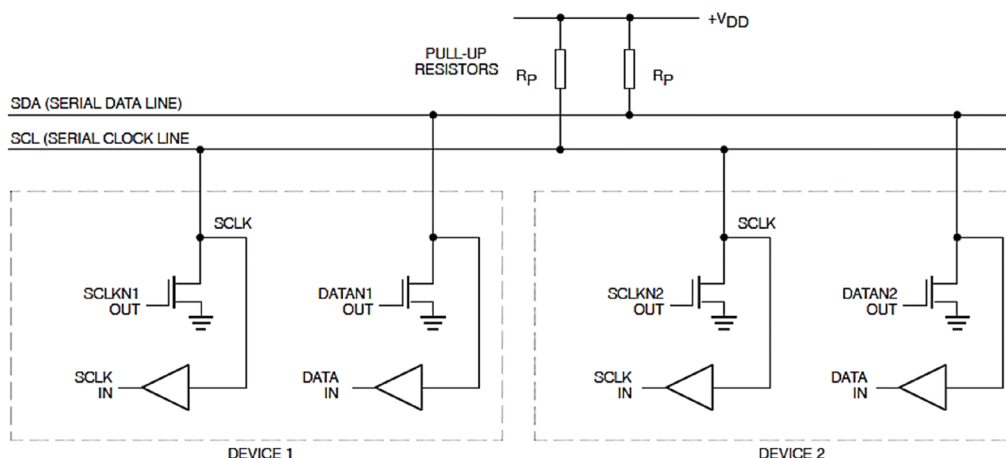 +VDD
PULL-UP
RESISTORS
RP
RP
SDA (SERIAL DATA LINE)
SCL (SERIAL CLOCK LINE
SCLK
SCLK
SCLKN1
OUT
DATAN1
OUT
SCLKN2
OUT
DATAN2
OUT
SCLK
IN
DATA
IN
SCLK
IN
DATA
IN
DEVICE 1
DEVICE 2